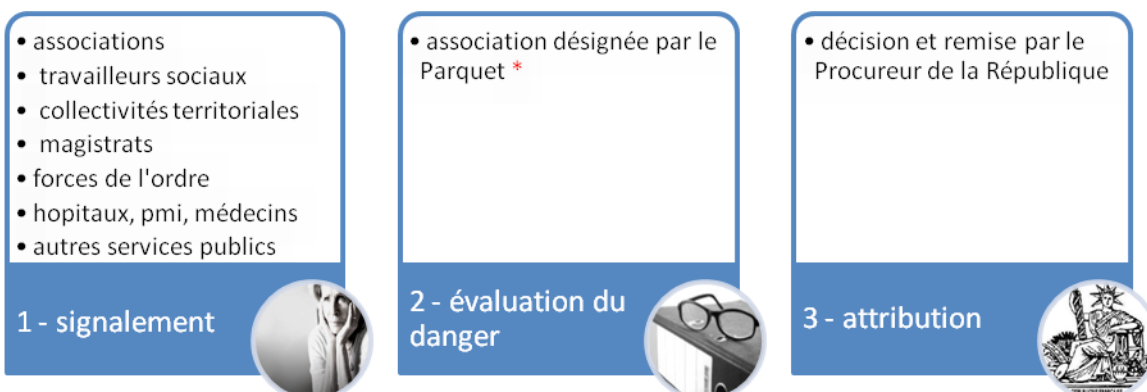 • associations
• travailleurs sociaux
• collectivités territoriales
• magistrats
• forces de l'ordre
• hopitaux, pmi, médecins
• autres services publics
1 - signalement
• association désignée par le
Parquet *
2 - évaluation du
danger
• décision et remise par le
Procureur de la République
3 - attribution